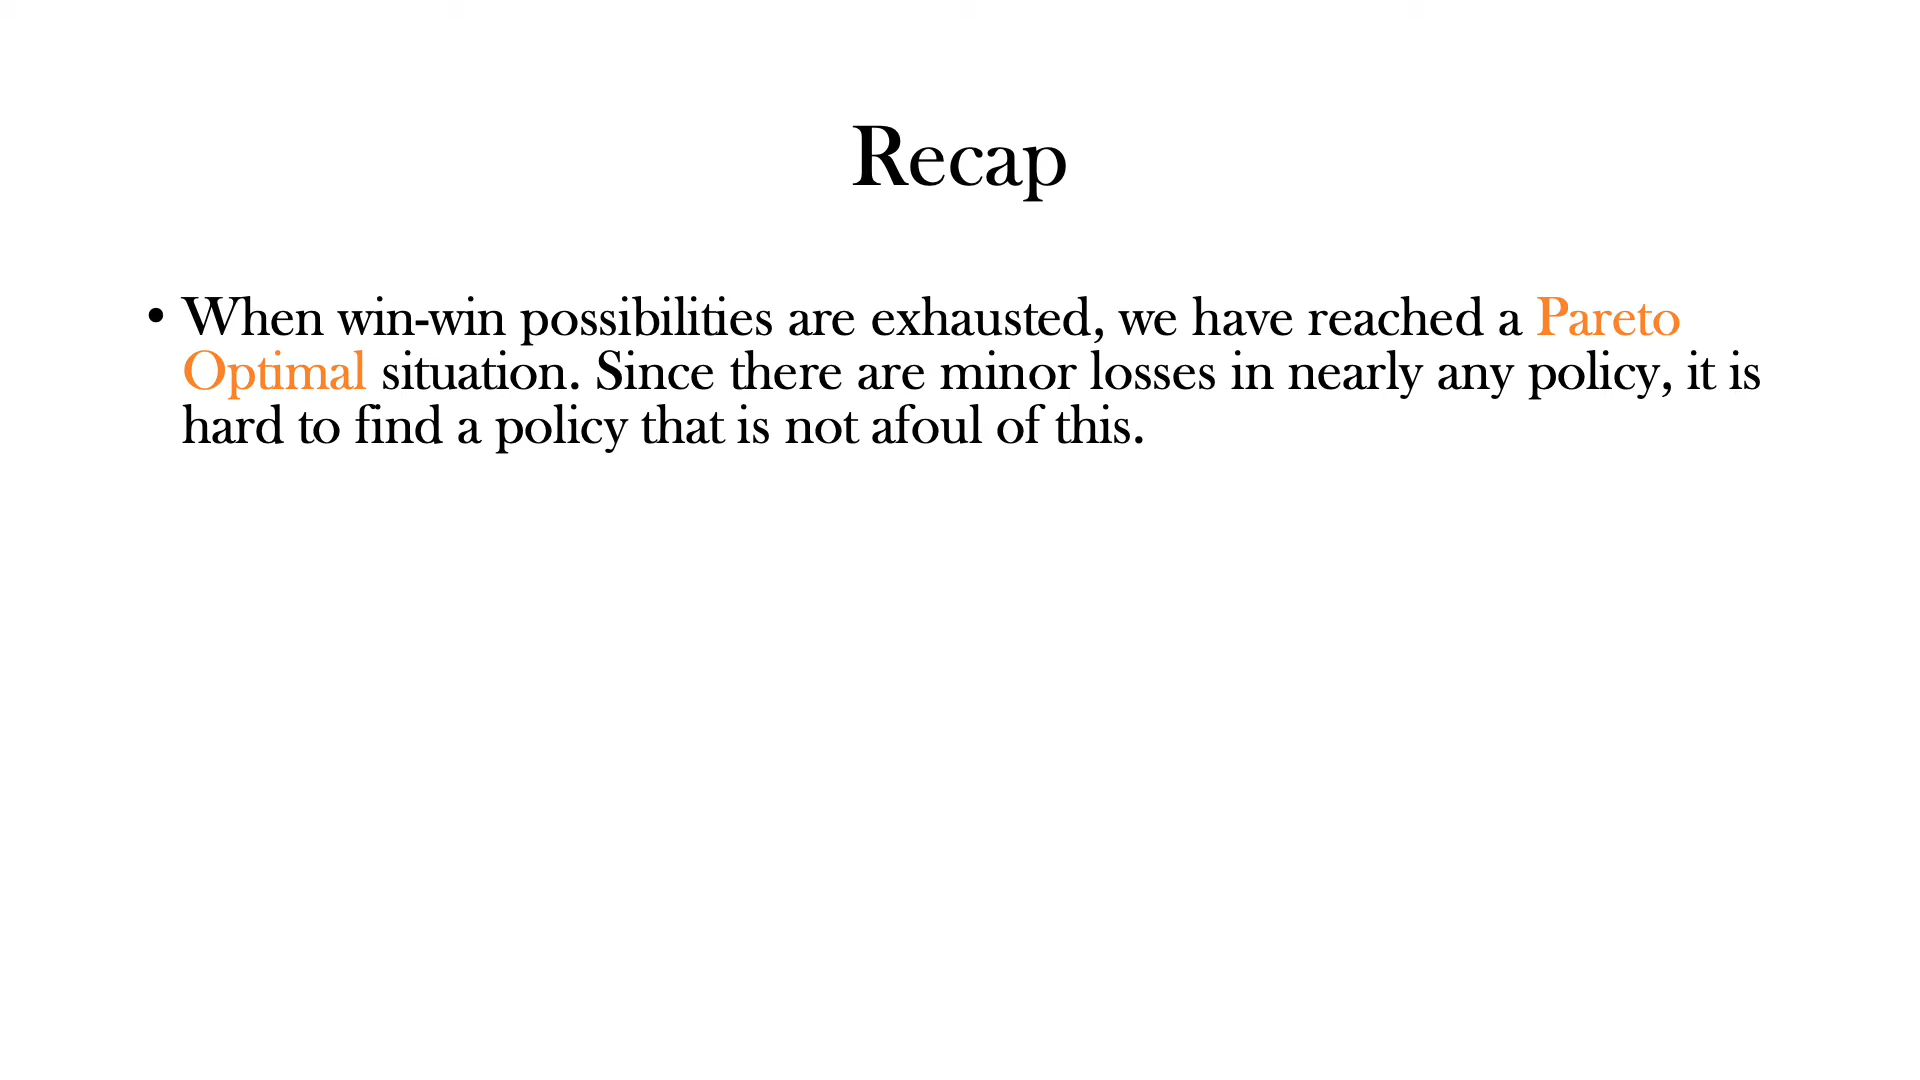 Recap
• When win-win possibilities are exhausted, we have reached a Pareto
Optimal situation. Since there are minor losses in nearly any policy, it is
hard to find a policy that is not afoul of this.